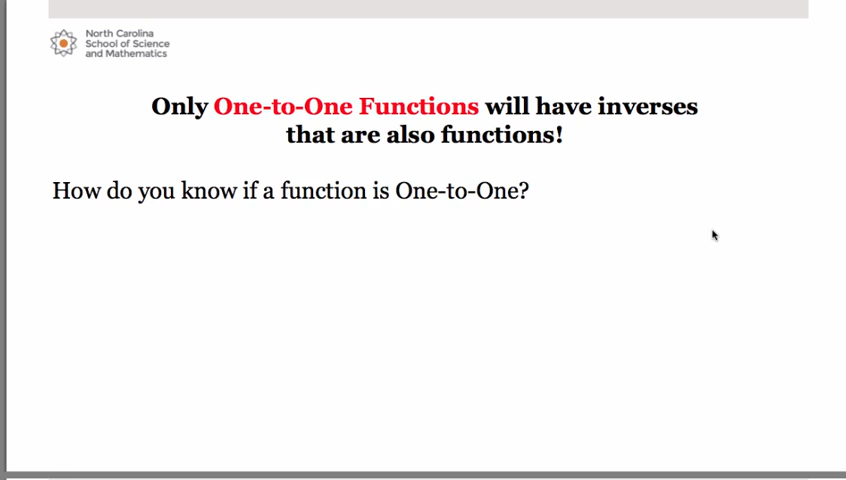 North Carolina
School of Science
and Mathematics
Only One-to-One Functions will have inverses
that are also functions!
How do you know if a function is One-to-One?